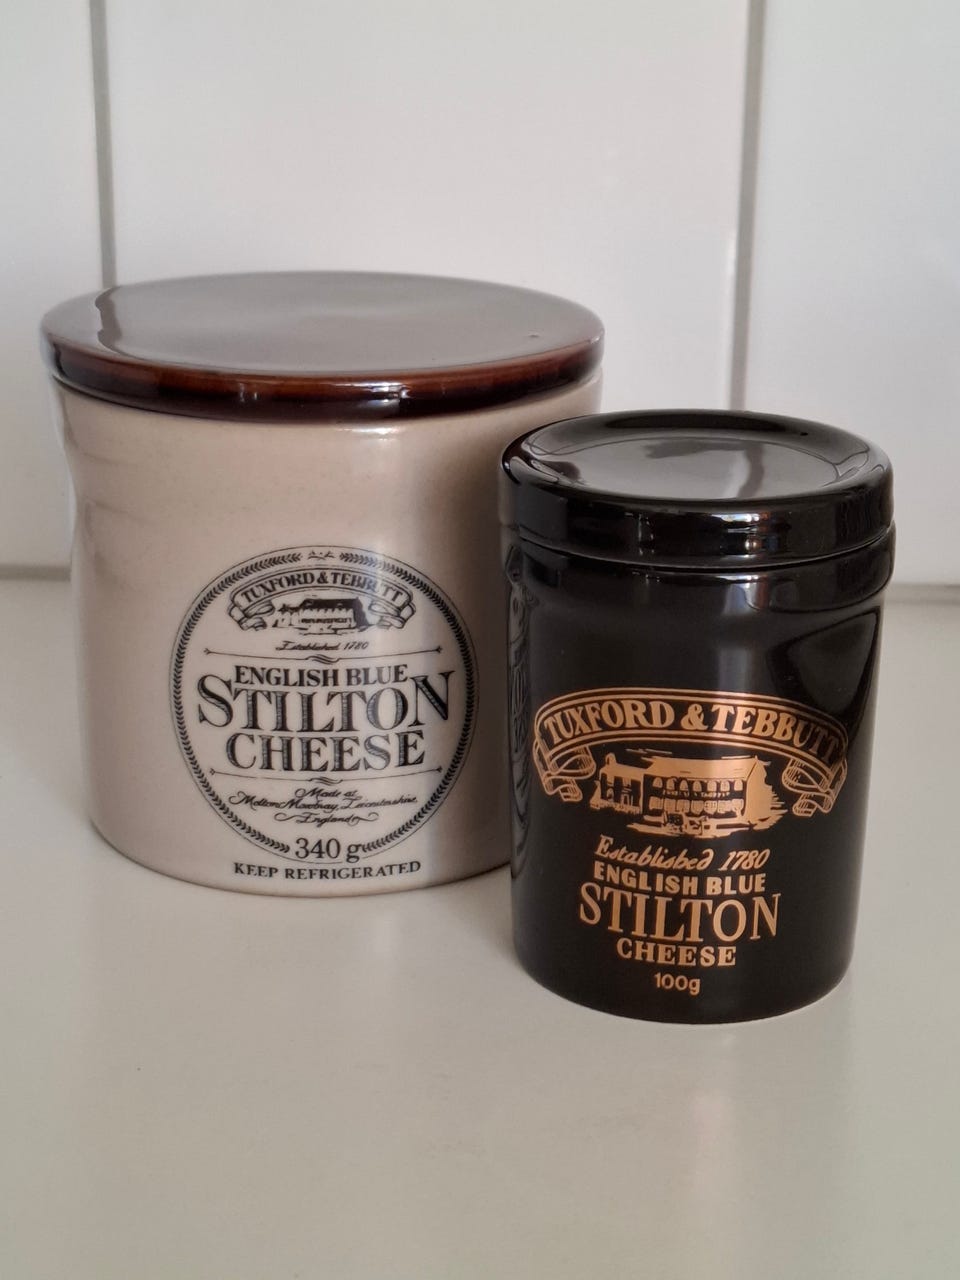 TUXFORD & TEBBUTT
Established 1780
ENGLISH BLUE
STILTON
CHEESE
Made at
Melton Mowbray, Leicestershire,
England
340 g
KEEP REFRIGERATED
TUXFORD & TEBBUTT
Established 1780
ENGLISH BLUE
STILTON
CHEESE
100g